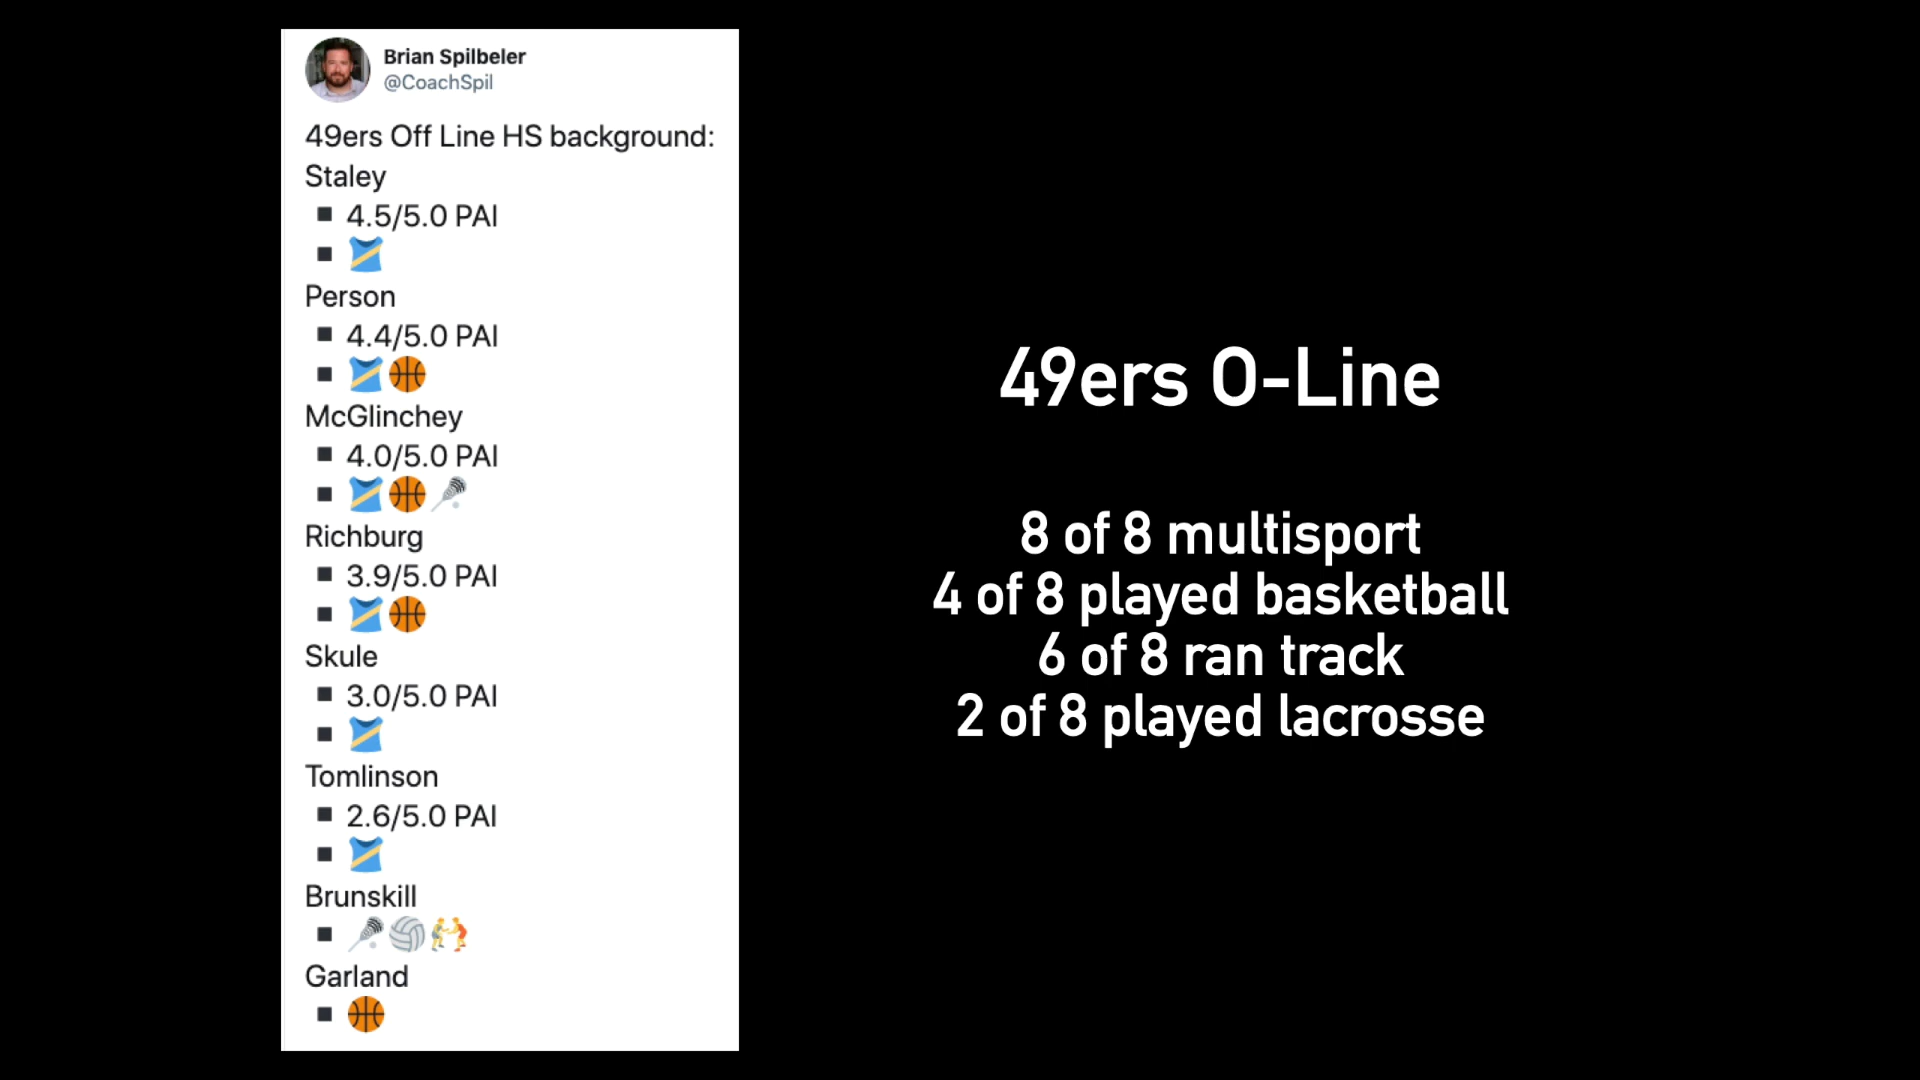 Brian Spilbeler
@CoachSpil
49ers Off Line HS background:
Staley
▪ 4.5/5.0 PAI
▪ 🎽
Person
▪ 4.4/5.0 PAI
▪ 🎽🏀
McGlinchey
▪ 4.0/5.0 PAI
▪ 🎽🏀🥍
Richburg
▪ 3.9/5.0 PAI
▪ 🎽🏀
Skule
▪ 3.0/5.0 PAI
▪ 🎽
Tomlinson
▪ 2.6/5.0 PAI
▪ 🎽
Brunskill
▪ 🥍🏐🤼
Garland
▪ 🏀
49ers O-Line
8 of 8 multisport
4 of 8 played basketball
6 of 8 ran track
2 of 8 played lacrosse